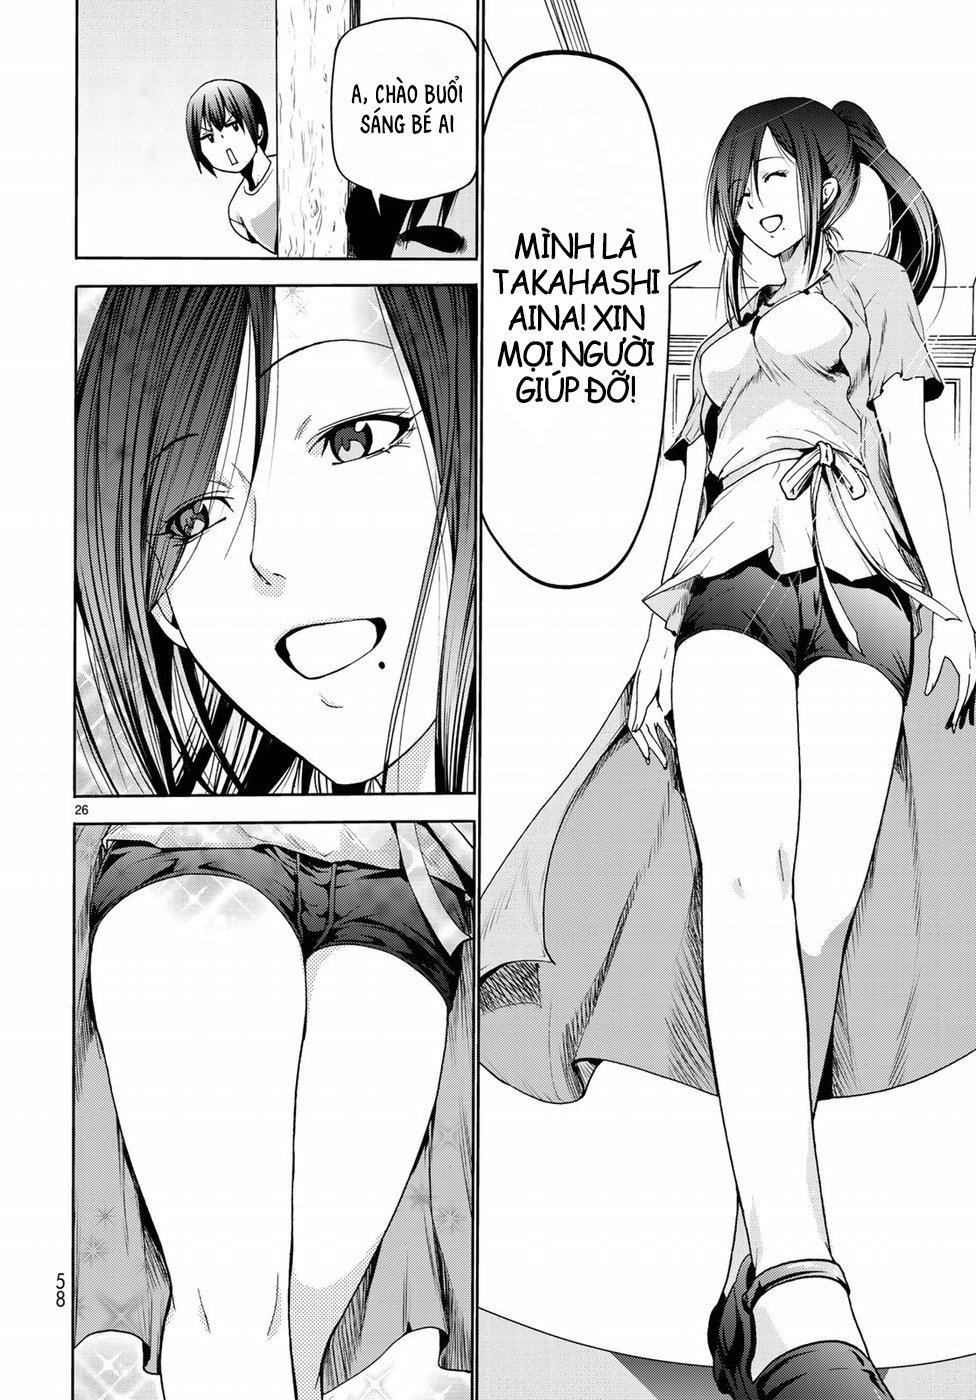 MÌNH LÀ
TAKAHASHI
AINA! XIN
MỌI NGƯỜI
GIÚP ĐỠ!
A, CHÀO BUỔI
SÁNG BÉ AI
26
58